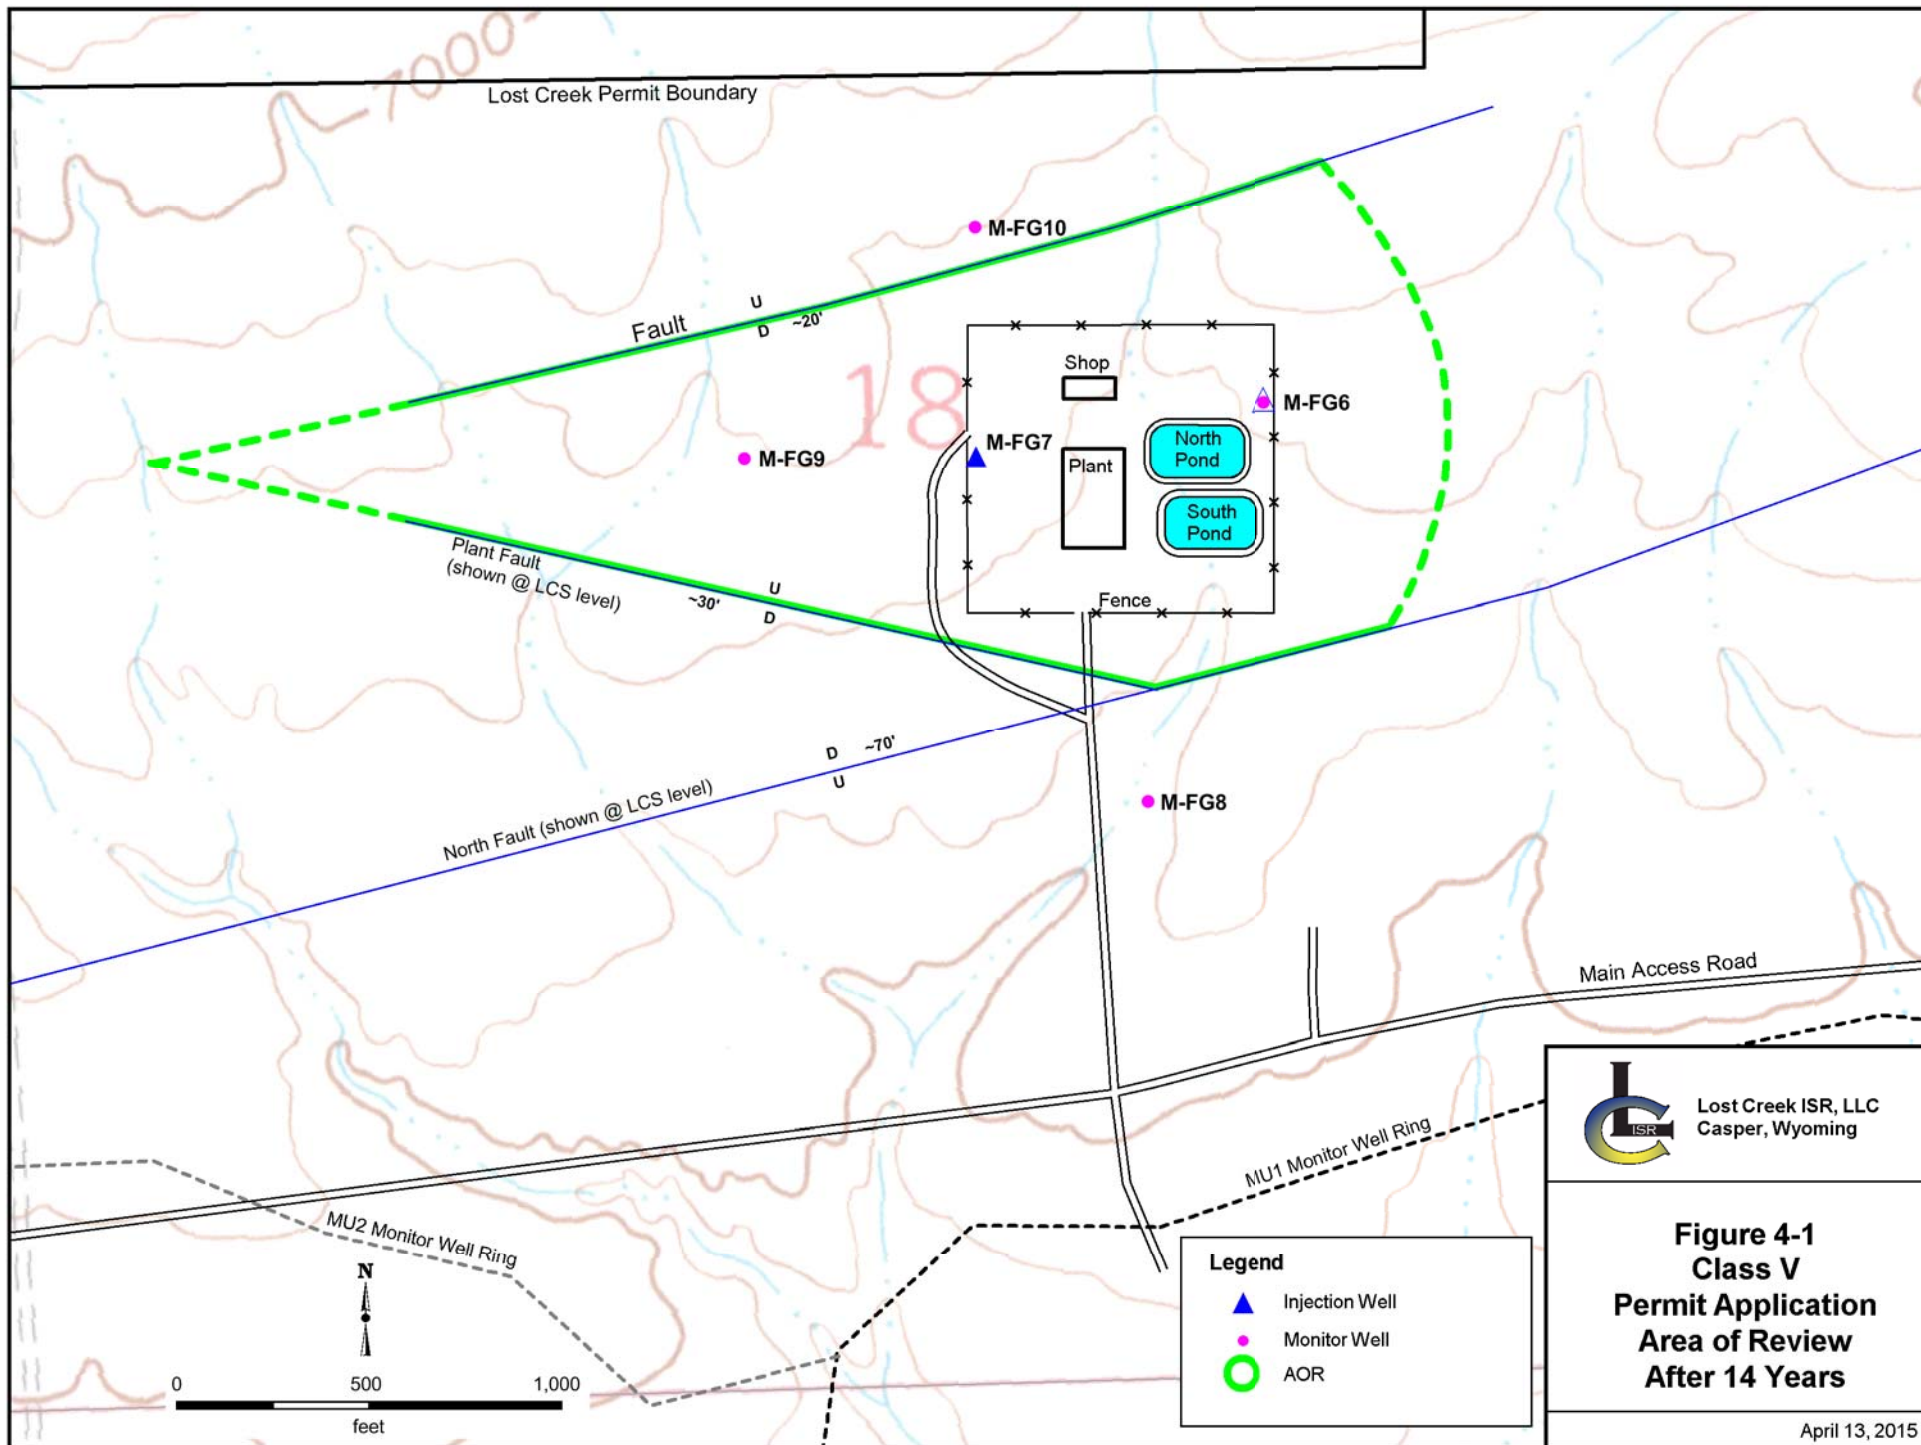 7000
Lost Creek Permit Boundary
M-FG10
U
Fault
D ~20'
18
Shop
M-FG6
M-FG7
North
Pond
M-FG9
Plant
South
Pond
Plant Fault
(shown @ LCS level)
U
~30'
D
Fence
D ~70'
U
North Fault (shown @ LCS level)
M-FG8
Main Access Road
MU1 Monitor Well Ring
MU2 Monitor Well Ring
N
0 500 1,000
feet
Legend
Injection Well
Monitor Well
AOR
L
C
ISR
Lost Creek ISR, LLC
Casper, Wyoming
Figure 4-1
Class V
Permit Application
Area of Review
After 14 Years
April 13, 2015